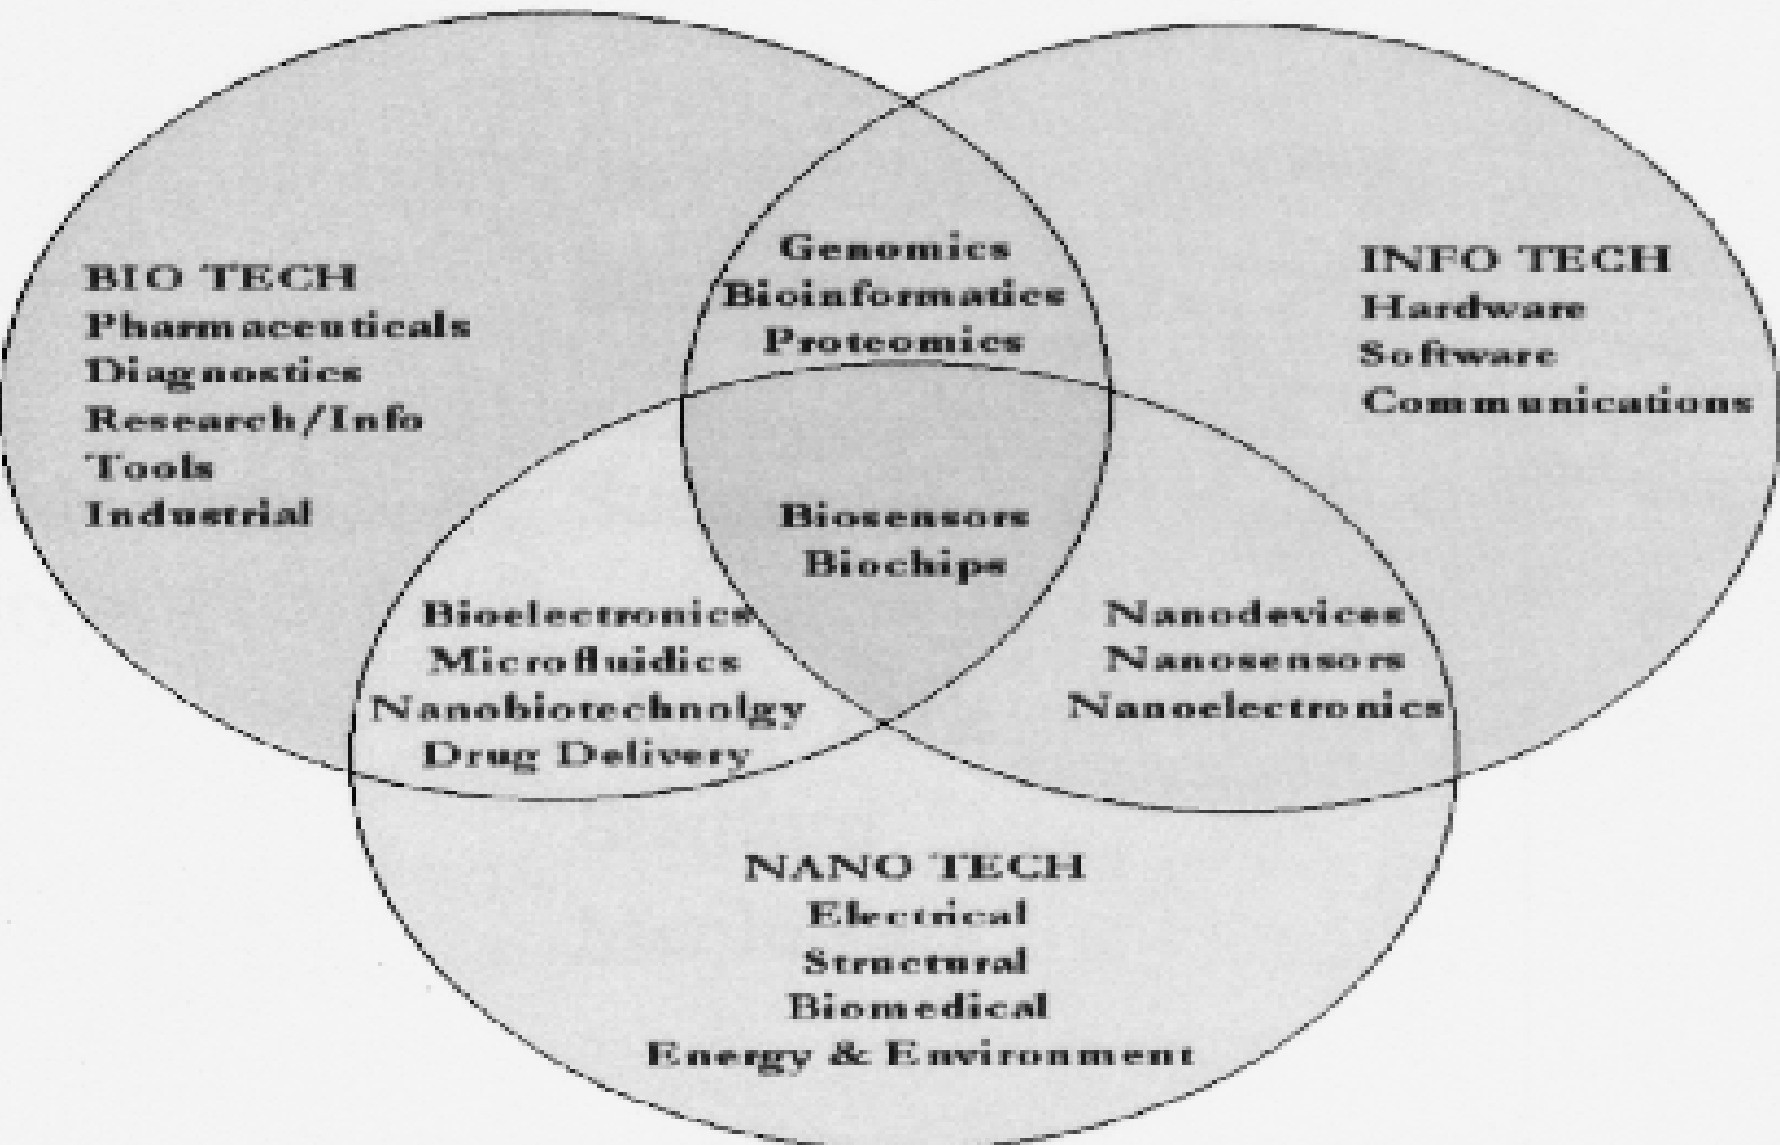 BIO TECH
Pharmaceuticals
Diagnostics
Research/Info
Tools
Industrial
Genomics
Bioinformatics
Proteomics
INFO TECH
Hardware
Software
Communications
Biosensors
Biochips
Bioelectronics
Microfluidics
Nanobiotechnolgy
Drug Delivery
Nanodevices
Nanosensors
Nanoelectronics
NANO TECH
Electrical
Structural
Biomedical
Energy & Environment